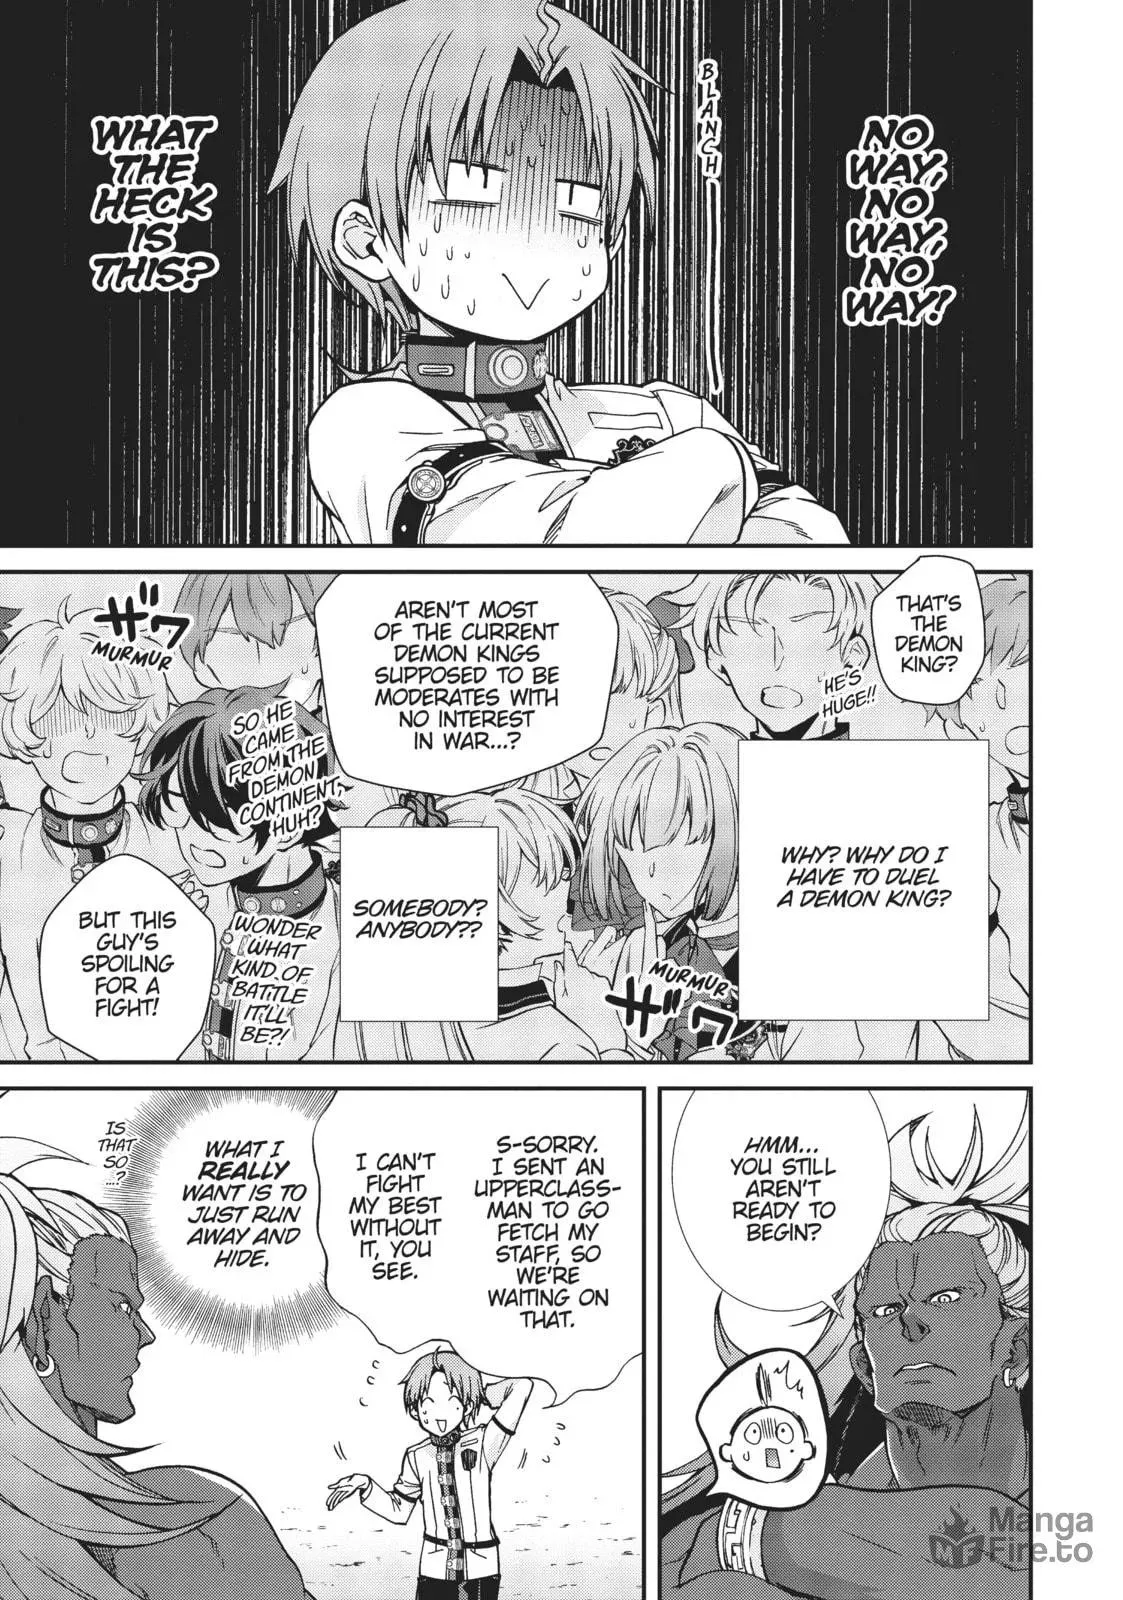 NO
WAY,
NO
WAY,
NO
WAY!
BLANCH
WHAT
THE
HECK
IS
THIS?
THAT'S
THE
DEMON
KING?
HE'S
HUGE!!
AREN'T MOST
OF THE CURRENT
DEMON KINGS
SUPPOSED TO BE
MODERATES WITH
NO INTEREST
IN WAR...?
WHY? WHY DO I
HAVE TO DUEL
A DEMON KING?
MURMUR
ザワ
SOMEBODY?
ANYBODY??
ザワ
MURMUR
SO HE
CAME
FROM THE
DEMON
CONTINENT,
HUH?
WONDER
WHAT
KIND OF
BATTLE
IT'LL
BE?!
BUT THIS
GUY'S
SPOILING
FOR A
FIGHT!
HMM...
YOU STILL
AREN'T
READY TO
BEGIN?
S-SORRY.
I SENT AN
UPPERCLASS-
MAN TO GO
FETCH MY
STAFF, SO
WE'RE
WAITING ON
THAT.
I CAN'T
FIGHT
MY BEST
WITHOUT
IT, YOU
SEE.
WHAT I
REALLY
WANT IS TO
JUST RUN
AWAY AND
HIDE.
IS
THAT
SO
...?
Manga
MF Fire.to